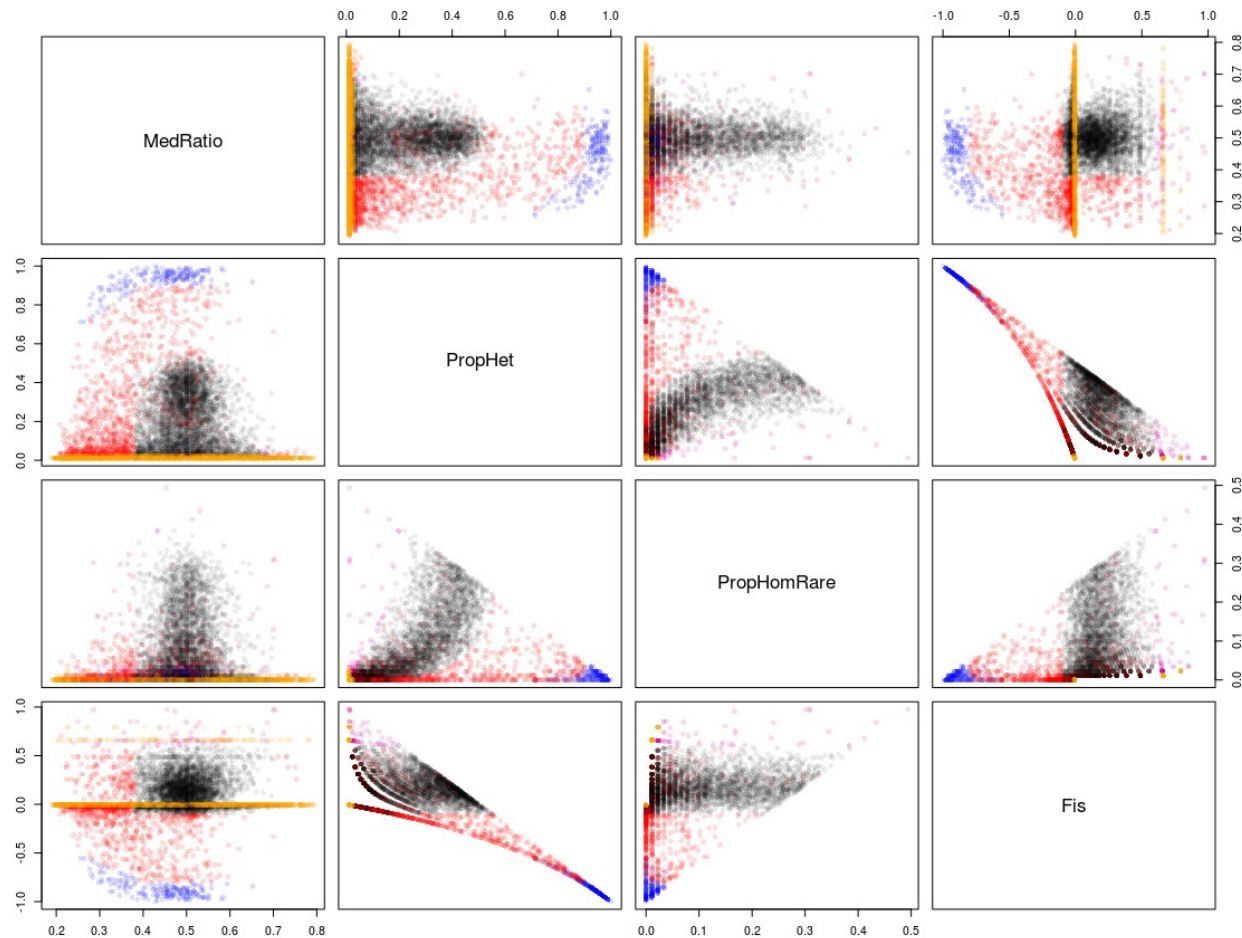 0.0 0.2 0.4 0.6 0.8 1.0 -1.0 -0.5 0.0 0.5 1.0
MedRatio
0.2 0.3 0.4 0.5 0.6 0.7 0.8
0.0 0.2 0.4 0.6 0.8 1.0
PropHet
PropHomRare
0.0 0.1 0.2 0.3 0.4 0.5
-1.0 -0.5 0.0 0.5 1.0
Fis
0.2 0.3 0.4 0.5 0.6 0.7 0.8 0.0 0.1 0.2 0.3 0.4 0.5